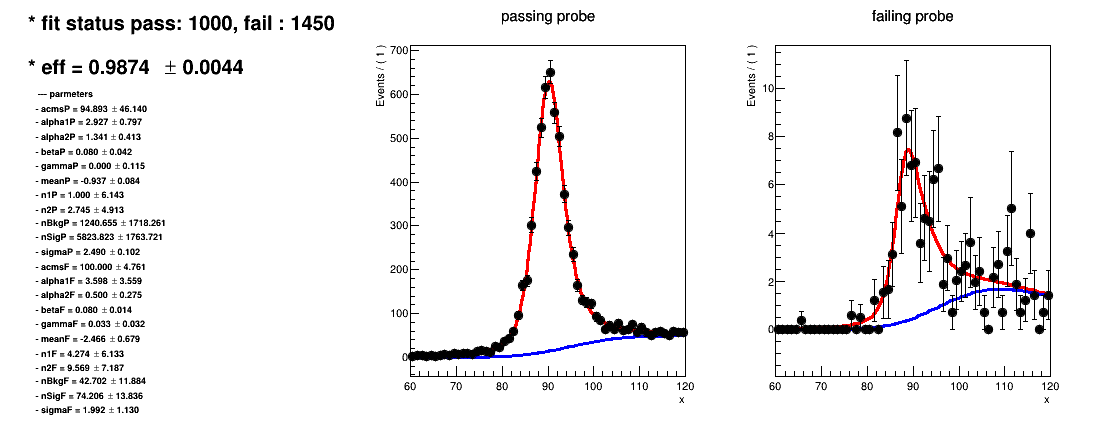 * fit status pass: 1000, fail : 1450
* eff = 0.9874 ± 0.0044
--- parmeters
- acmsP = 94.893 ± 46.140
- alpha1P = 2.927 ± 0.797
- alpha2P = 1.341 ± 0.413
- betaP = 0.080 ± 0.042
- gammaP = 0.000 ± 0.115
- meanP = -0.937 ± 0.084
- n1P = 1.000 ± 6.143
- n2P = 2.745 ± 4.913
- nBkgP = 1240.655 ± 1718.261
- nSigP = 5823.823 ± 1763.721
- sigmaP = 2.490 ± 0.102
- acmsF = 100.000 ± 4.761
- alpha1F = 3.598 ± 3.559
- alpha2F = 0.500 ± 0.275
- betaF = 0.080 ± 0.014
- gammaF = 0.033 ± 0.032
- meanF = -2.466 ± 0.679
- n1F = 4.274 ± 6.133
- n2F = 9.569 ± 7.187
- nBkgF = 42.702 ± 11.884
- nSigF = 74.206 ± 13.836
- sigmaF = 1.992 ± 1.130
passing probe
Events / ( 1 )
700
600
500
400
300
200
100
0
60 70 80 90 100 110 120
x
failing probe
Events / ( 1 )
10
8
6
4
2
0
60 70 80 90 100 110 120
x